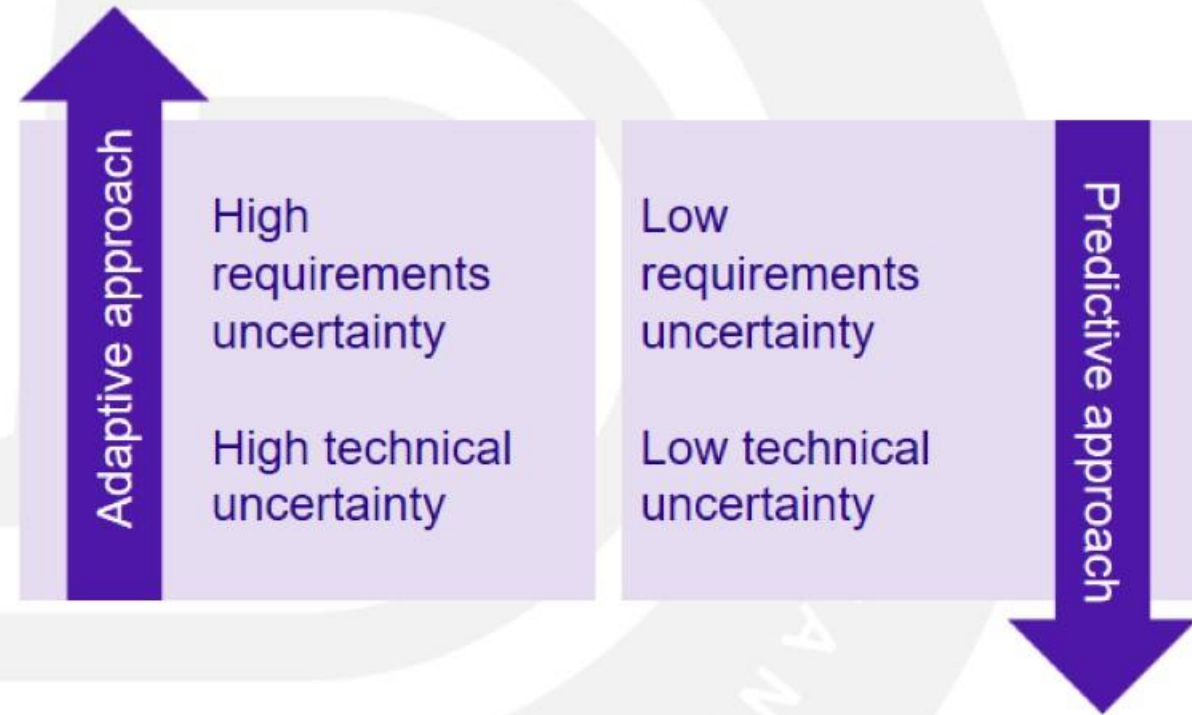 Adaptive approach
High
requirements
uncertainty
High technical
uncertainty
Low
requirements
uncertainty
Low technical
uncertainty
Predictive approach